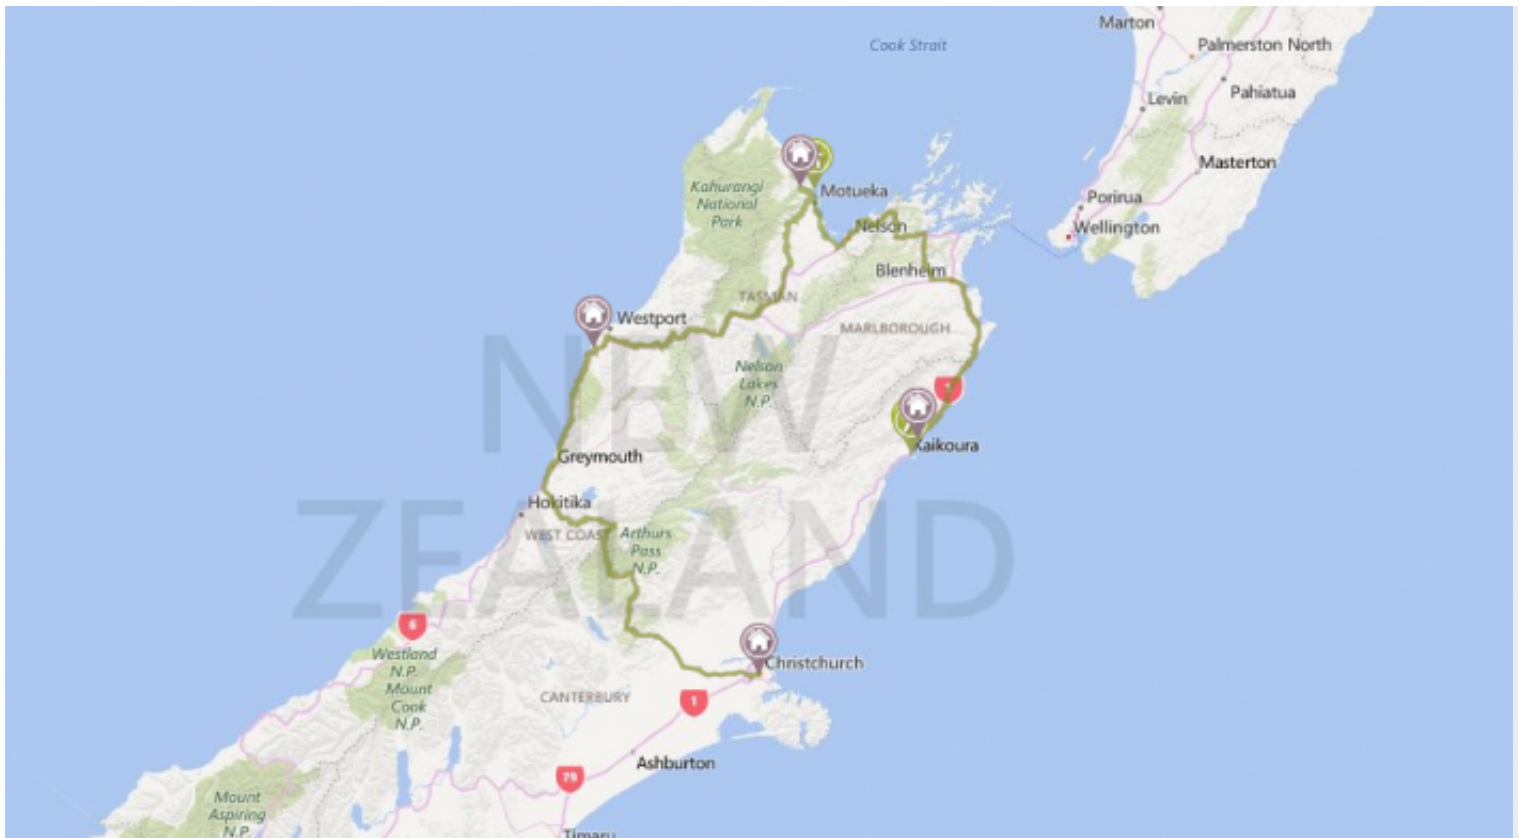 Marton
Cook Strait
Palmerston North
Levin
Pahiatua
Masterton
Kahurangi
National
Park
Motueka
Porirua
Nelson
Wellington
Blenheim
TASMAN
Westport
MARLBOROUGH
NEW
Nelson
Lakes
N.P.
1
Kaikoura
Greymouth
Hokitika
ZEALAND
WEST COAST
Arthurs
Pass
N.P.
6
Westland
N.P.
Mount
Cook
N.P.
Christchurch
CANTERBURY
1
Ashburton
79
Mount
Aspiring
N.P.
Timaru